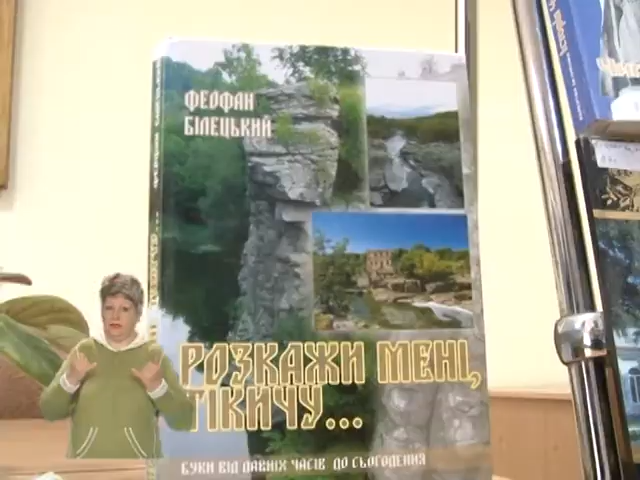 ФЕОФАН
БІЛЕЦЬКИЙ
РОЗКАЖИ МЕНІ,
ТІКИЧУ...
БУКИ ВІД ДАВНІХ ЧАСІВ ДО СЬОГОДЕННЯ